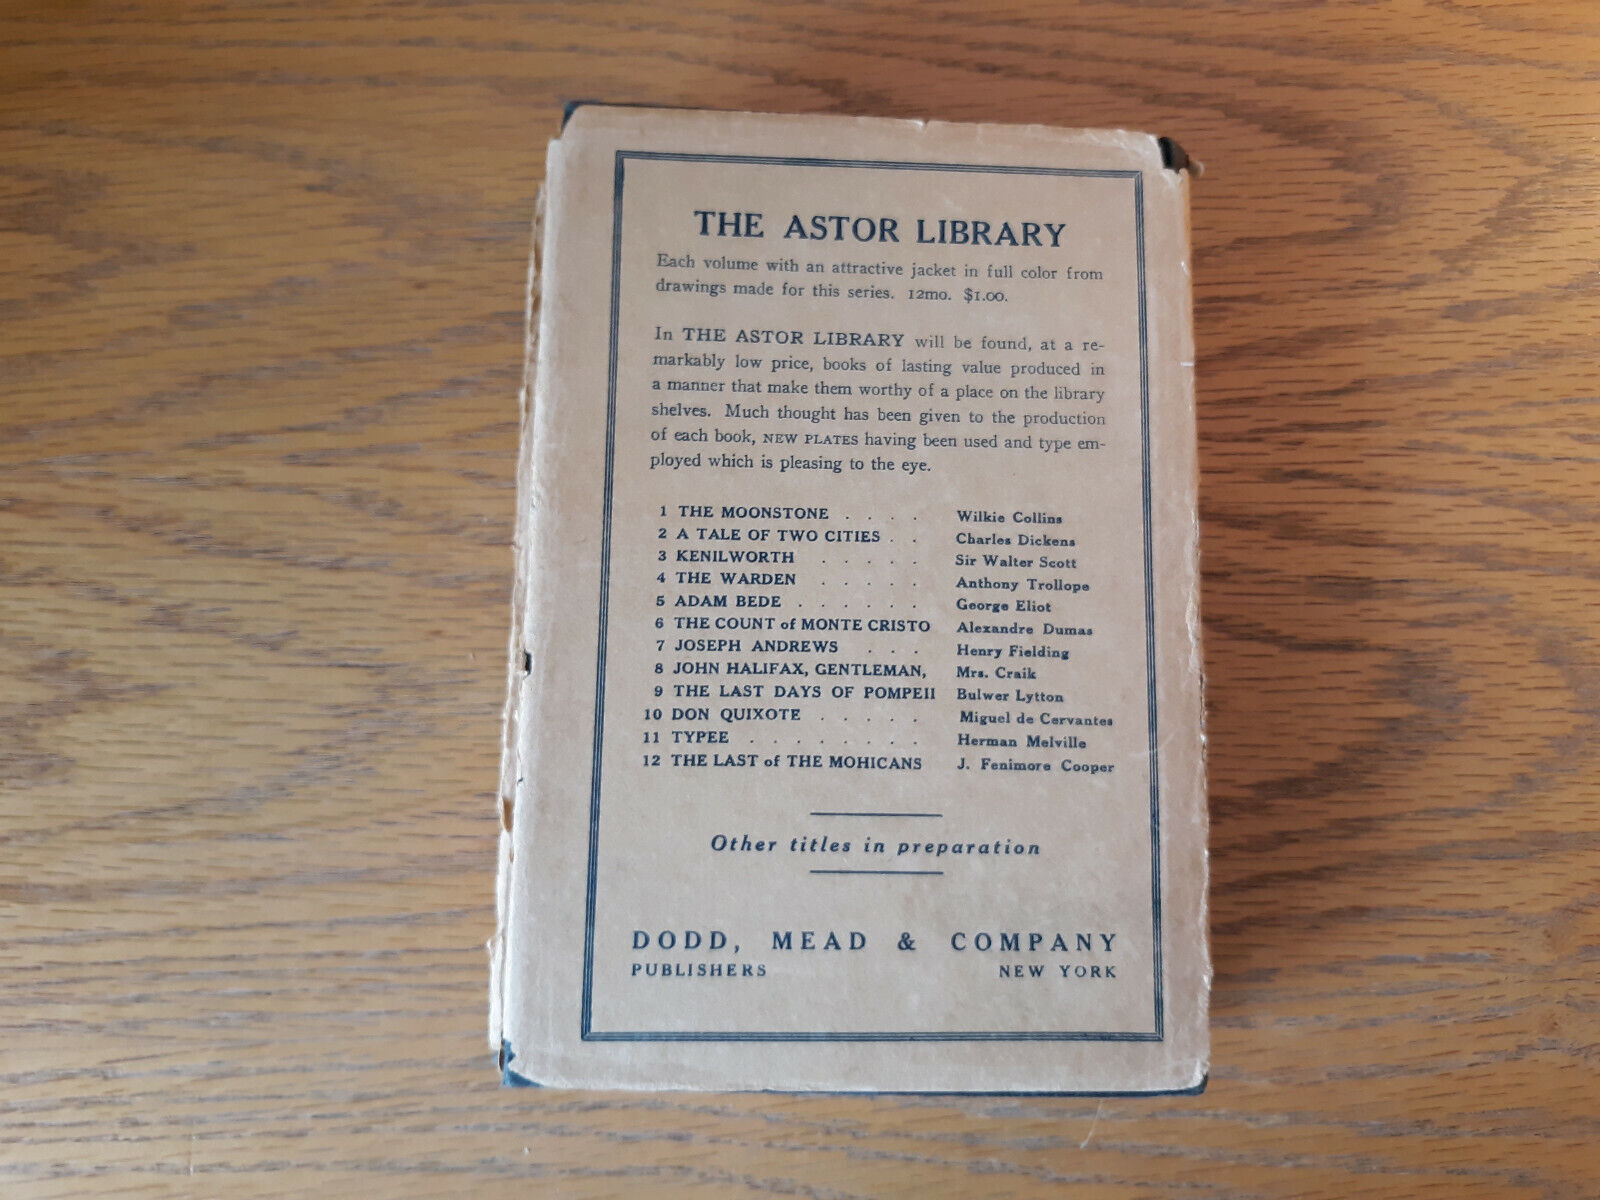 THE ASTOR LIBRARY
Each volume with an attractive jacket in full color from
drawings made for this series. 12mo. $1.00.
In THE ASTOR LIBRARY will be found, at a re-
markably low price, books of lasting value produced in
a manner that make them worthy of a place on the library
shelves. Much thought has been given to the production
of each book, NEW PLATES having been used and type em-
ployed which is pleasing to the eye.
1 THE MOONSTONE . . . . Wilkie Collins
2 A TALE OF TWO CITIES . . Charles Dickens
3 KENILWORTH . . . . . Sir Walter Scott
4 THE WARDEN . . . . . Anthony Trollope
5 ADAM BEDE . . . . . . George Eliot
6 THE COUNT of MONTE CRISTO Alexandre Dumas
7 JOSEPH ANDREWS . . . Henry Fielding
8 JOHN HALIFAX, GENTLEMAN, Mrs. Craik
9 THE LAST DAYS OF POMPEII Bulwer Lytton
10 DON QUIXOTE . . . . . Miguel de Cervantes
11 TYPEE . . . . . . . . Herman Melville
12 THE LAST of THE MOHICANS J. Fenimore Cooper
Other titles in preparation
DODD, MEAD & COMPANY
PUBLISHERS NEW YORK